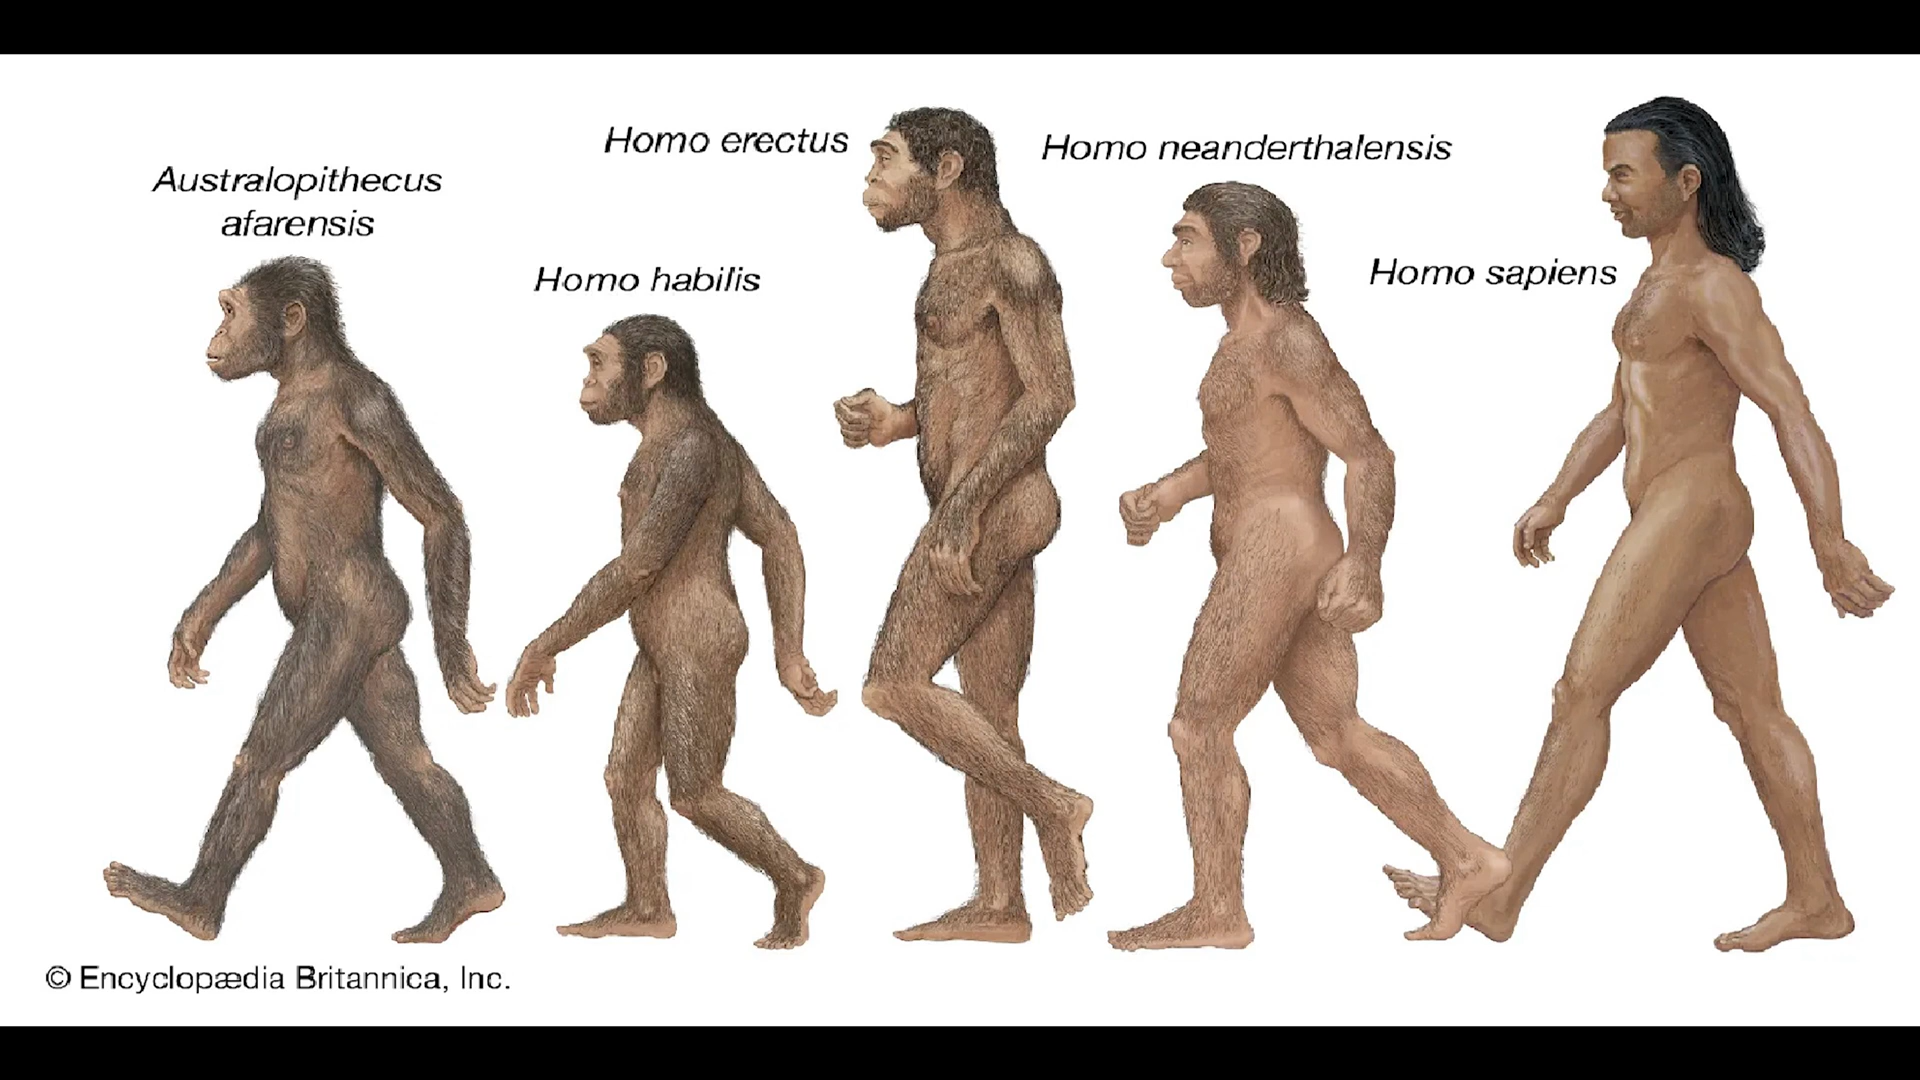 Australopithecus
afarensis
Homo habilis
Homo erectus
Homo neanderthalensis
Homo sapiens
© Encyclopædia Britannica, Inc.